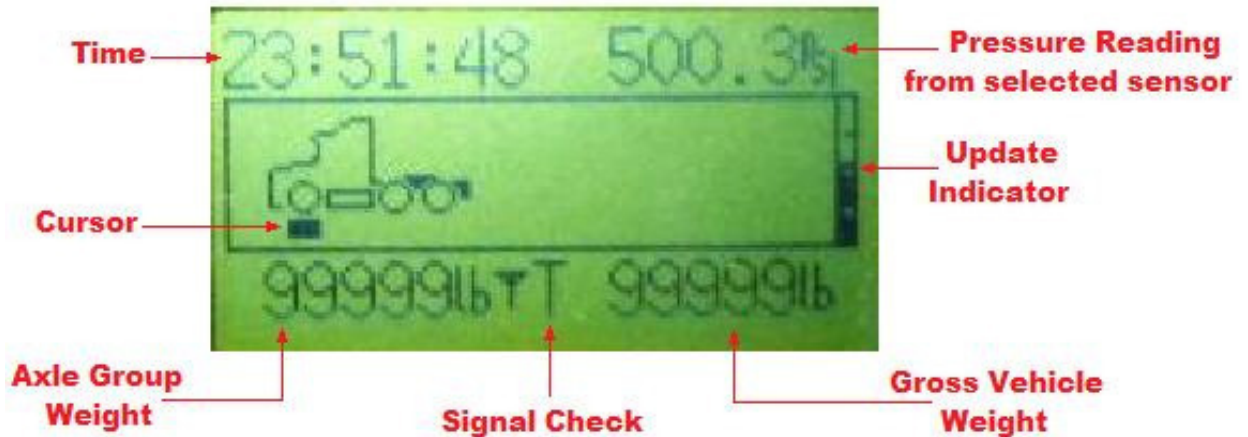 Time
23:51:48 500.3
Pressure Reading
from selected sensor
Update
Indicator
Cursor
99999lb T 99999lb
Axle Group
Weight
Signal Check
Gross Vehicle
Weight